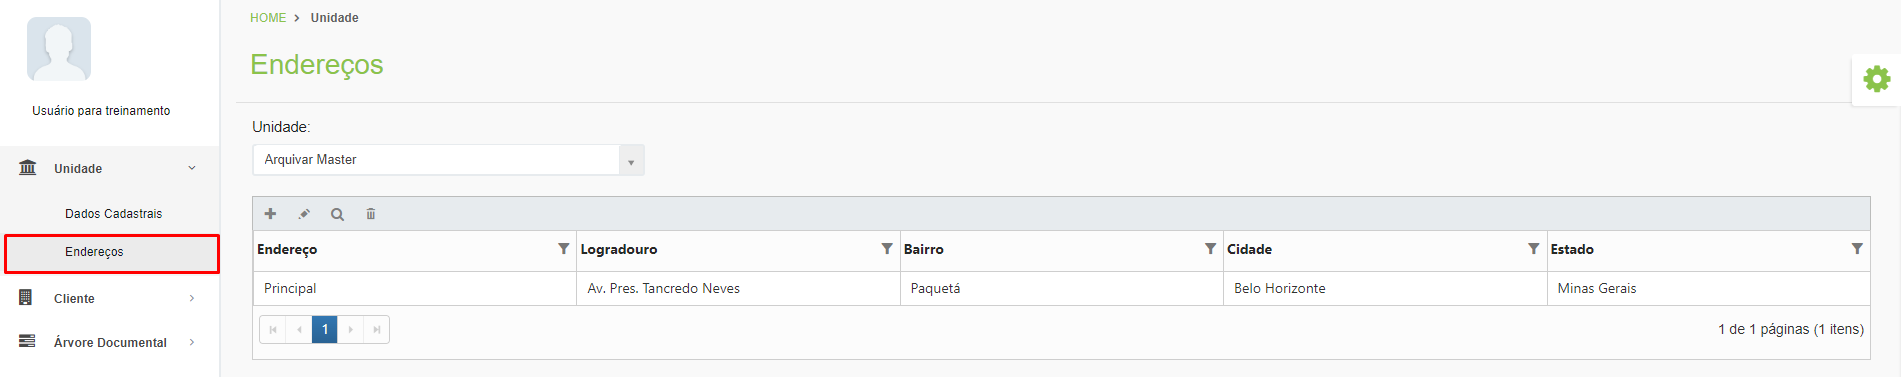 HOME > Unidade
Endereços
Usuário para treinamento
Unidade
Dados Cadastrais
Endereços
Cliente
Árvore Documental
Unidade:
Arquivar Master
Endereço Logradouro Bairro Cidade Estado
Principal Av. Pres. Tancredo Neves Paquetá Belo Horizonte Minas Gerais
1
1 de 1 páginas (1 itens)